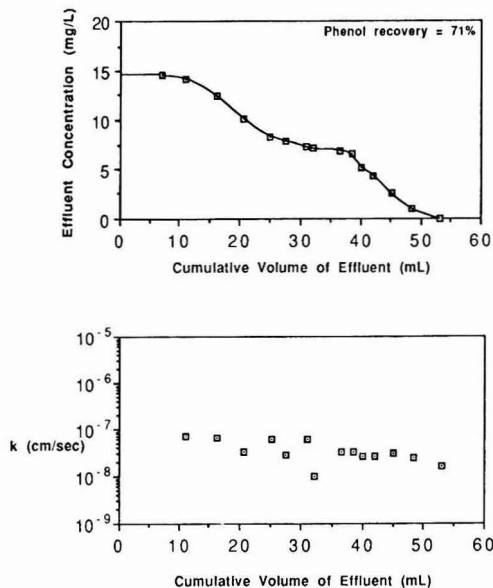 Phenol recovery = 71%
Effluent Concentration (mg/L)
20
15
10
5
0
0 10 20 30 40 50 60
Cumulative Volume of Effluent (mL)
k (cm/sec)
10-5
10-6
10-7
10-8
10-9
0 10 20 30 40 50 60
Cumulative Volume of Effluent (mL)